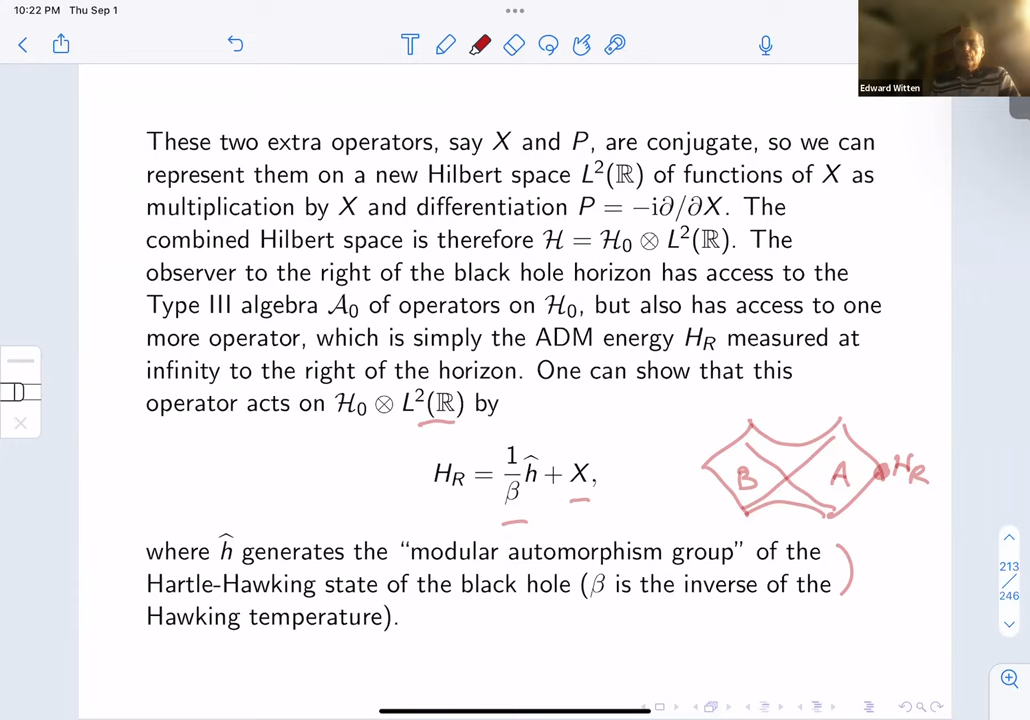 10:22 PM Thu Sep 1
Edward Witten
These two extra operators, say X and P, are conjugate, so we can
represent them on a new Hilbert space L²(ℝ) of functions of X as
multiplication by X and differentiation P = −i∂/∂X. The
combined Hilbert space is therefore ℋ = ℋ₀ ⊗ L²(ℝ). The
observer to the right of the black hole horizon has access to the
Type III algebra 𝒜₀ of operators on ℋ₀, but also has access to one
more operator, which is simply the ADM energy H_R measured at
infinity to the right of the horizon. One can show that this
operator acts on ℋ₀ ⊗ L²(ℝ) by
H_R = 1/β ĥ + X,
B A H_R
where ĥ generates the “modular automorphism group” of the
Hartle-Hawking state of the black hole (β is the inverse of the
Hawking temperature).
213
/
246